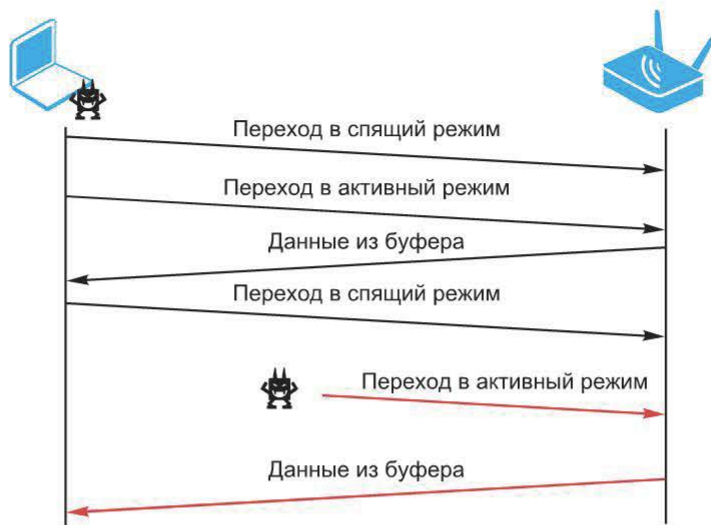 Переход в спящий режим
Переход в активный режим
Данные из буфера
Переход в спящий режим
Переход в активный режим
Данные из буфера